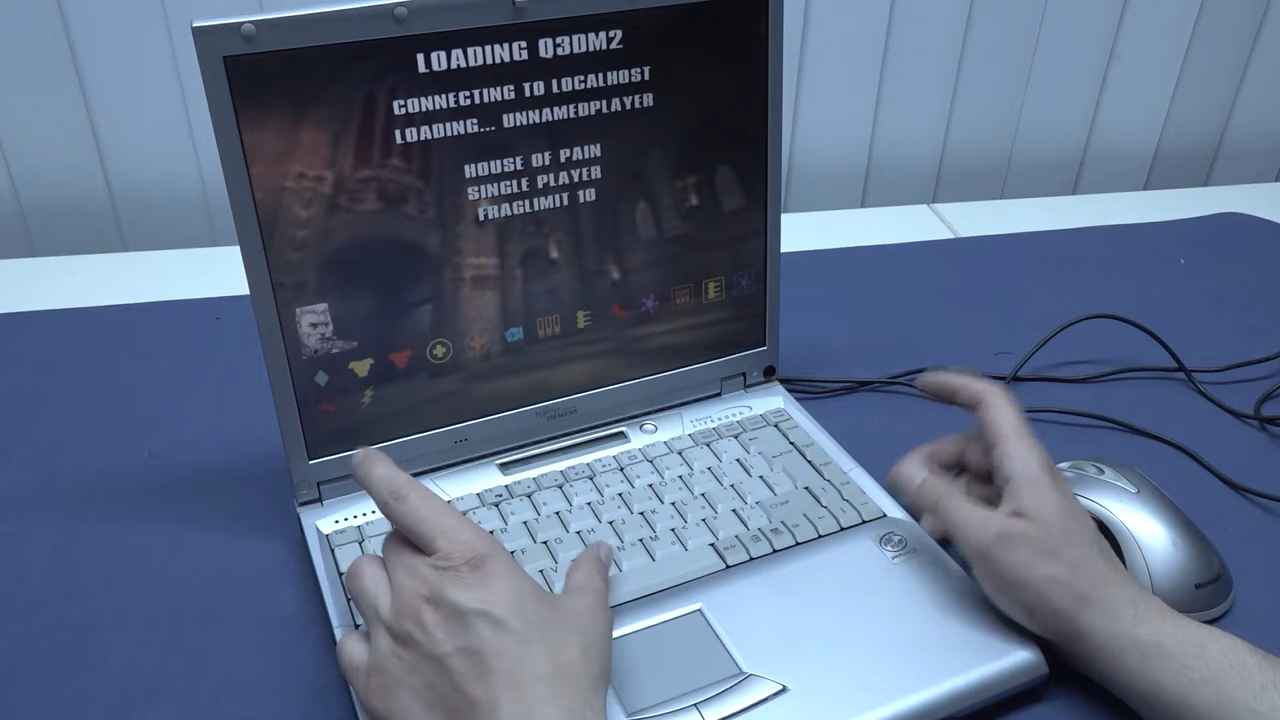 LOADING Q3DM2
CONNECTING TO LOCALHOST
LOADING... UNNAMEDPLAYER
HOUSE OF PAIN
SINGLE PLAYER
FRAGLIMIT 10
FUJITSU
SIEMENS
LIFEBOOK
Microsoft